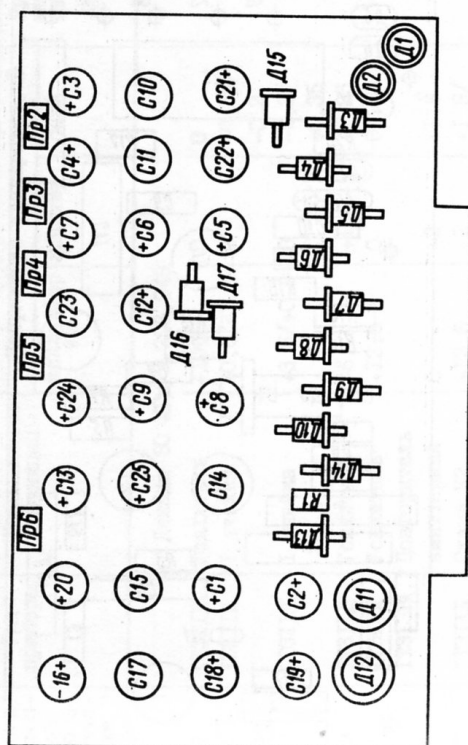 Пр2
Пр3
Пр4
Пр5
Пр6
+С3
С4+
+С7
С23
+С24
+С13
+20
-16+
С10
С11
+С6
С12+
+С9
+С25
С15
С17
С21+
С22+
+С5
+С8
С14
+С1
С18+
С2+
С19+
Д15
Д16
Д17
Д1
Д2
Д3
Д4
Д5
Д6
Д7
Д8
Д9
Д10
Д14
R1
Д13
Д11
Д12